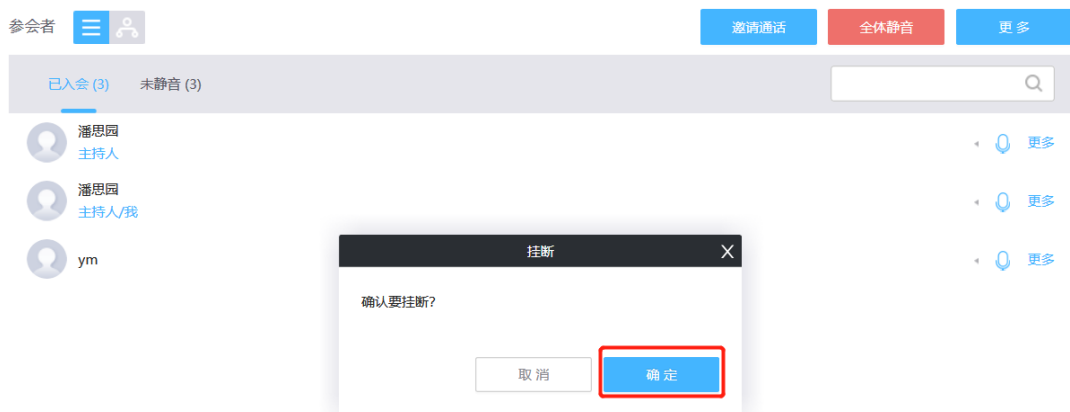 参会者 邀请通话 全体静音 更多
已入会 (3) 未静音 (3)
潘思园
主持人 更多
潘思园
主持人/我 更多
ym 更多
挂断 X
确认要挂断?
取消 确定